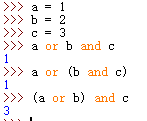 >>> a = 1
>>> b = 2
>>> c = 3
>>> a or b and c
1
>>> a or (b and c)
1
>>> (a or b) and c
3
>>>